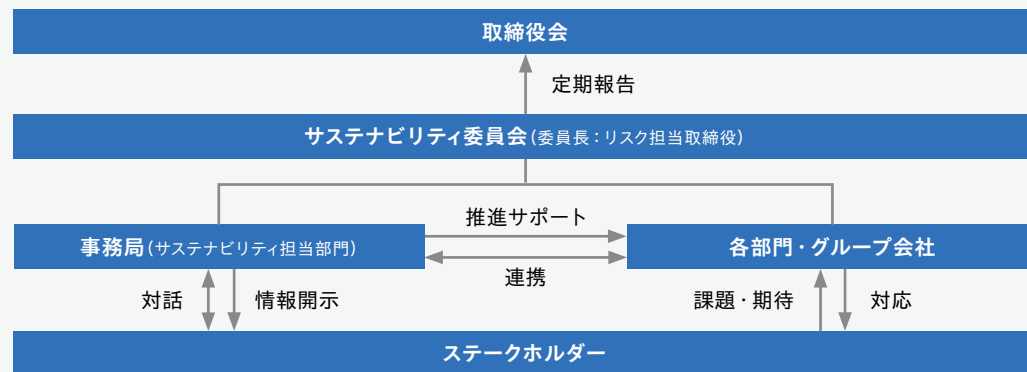 取締役会
定期報告
サステナビリティ委員会(委員長:リスク担当取締役)
推進サポート
事務局(サステナビリティ担当部門)
各部門・グループ会社
連携
対話
情報開示
課題・期待
対応
ステークホルダー